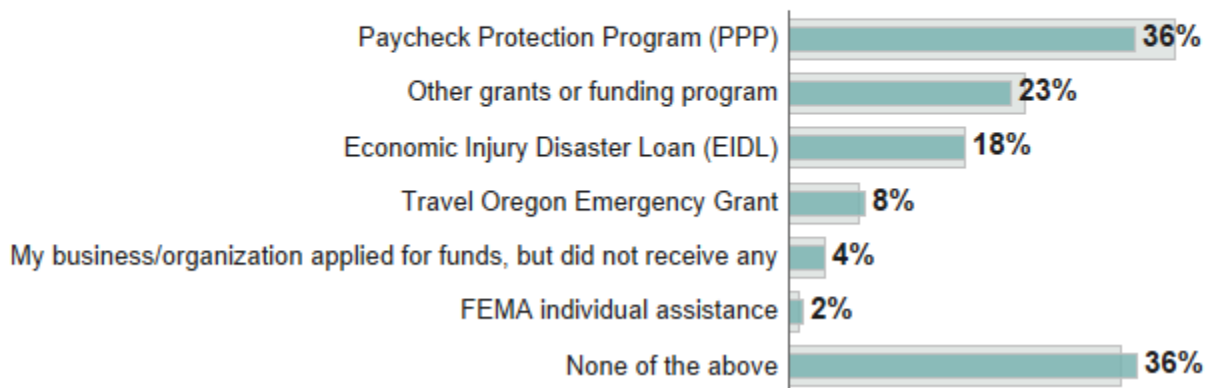 Paycheck Protection Program (PPP) 36%
Other grants or funding program 23%
Economic Injury Disaster Loan (EIDL) 18%
Travel Oregon Emergency Grant 8%
My business/organization applied for funds, but did not receive any 4%
FEMA individual assistance 2%
None of the above 36%